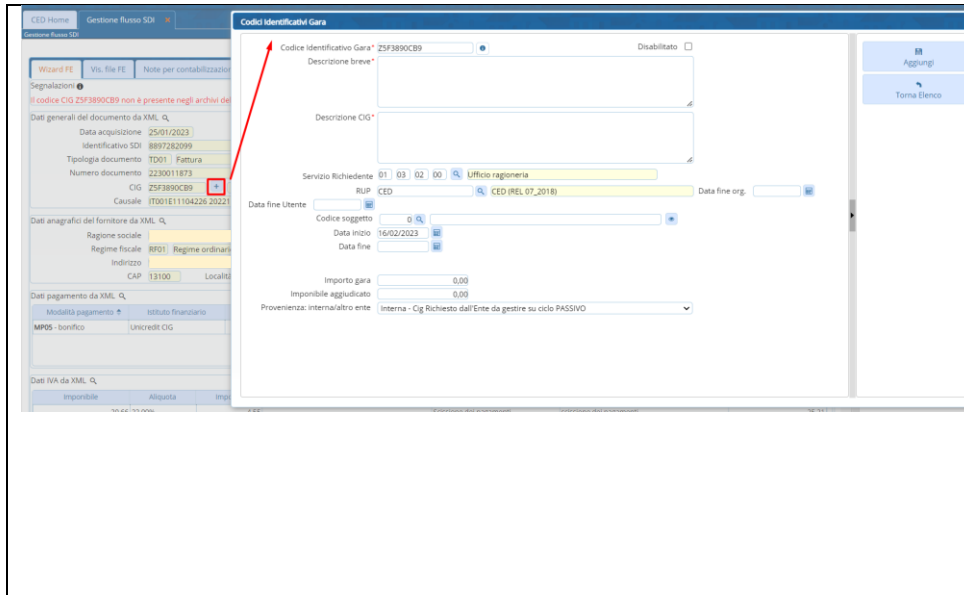 CED Home Gestione flusso SDI ×
Gestione flusso SDI
Wizard FE Vis. file FE Note per contabilizzazion
Segnalazioni
Il codice CIG Z5F3890CB9 non è presente negli archivi del
Dati generali del documento da XML
Data acquisizione 25/01/2023
Identificativo SDI 8897282099
Tipologia documento TD01 Fattura
Numero documento 2230011873
CIG Z5F3890CB9 +
Causale IT001E11104226 20221
Dati anagrafici del fornitore da XML
Ragione sociale
Regime fiscale RF01 Regime ordinari
Indirizzo
CAP 13100 Località
Dati pagamento da XML
Modalità pagamento Istituto finanziario
MP05 - bonifico Unicredit CIG
Dati IVA da XML
Imponibile Aliquota Impo
Codici Identificativi Gara
Codice Identificativo Gara* Z5F3890CB9 Disabilitato
Descrizione breve*
Descrizione CIG*
Servizio Richiedente 01 03 02 00 Ufficio ragioneria
RUP CED CED (REL 07_2018) Data fine org.
Data fine Utente
Codice soggetto 0
Data inizio 16/02/2023
Data fine
Importo gara 0,00
Imponibile aggiudicato 0,00
Provenienza: interna/altro ente Interna - Cig Richiesto dall'Ente da gestire su ciclo PASSIVO
Aggiungi
Torna Elenco